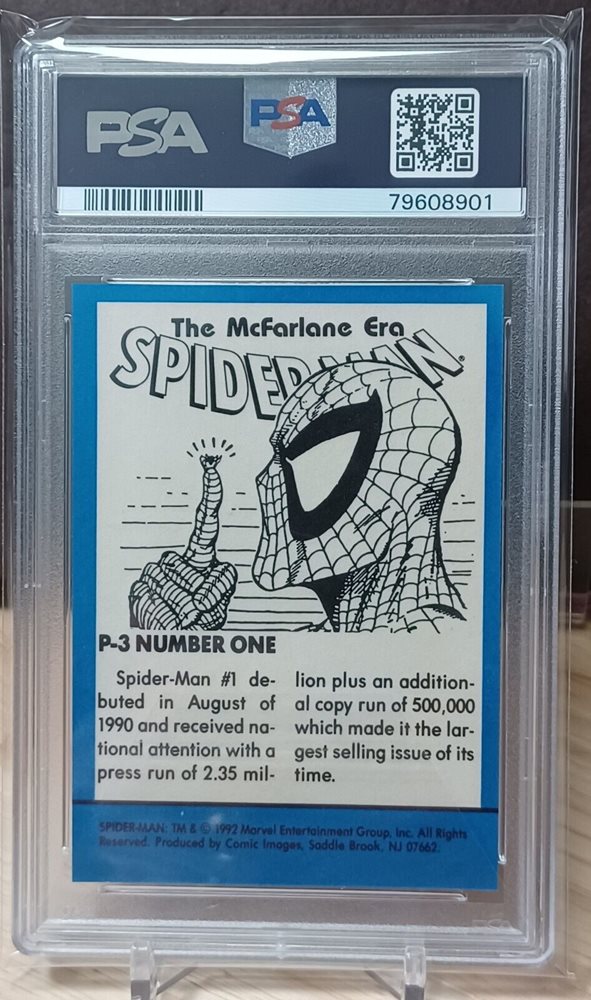 PSA
PSA
79608901
The McFarlane Era
SPIDER-MAN®
P-3 NUMBER ONE
Spider-Man #1 de-
buted in August of
1990 and received na-
tional attention with a
press run of 2.35 mil-
lion plus an addition-
al copy run of 500,000
which made it the lar-
gest selling issue of its
time.
SPIDER-MAN: TM & © 1992 Marvel Entertainment Group, Inc. All Rights
Reserved. Produced by Comic Images, Saddle Brook, NJ 07662.